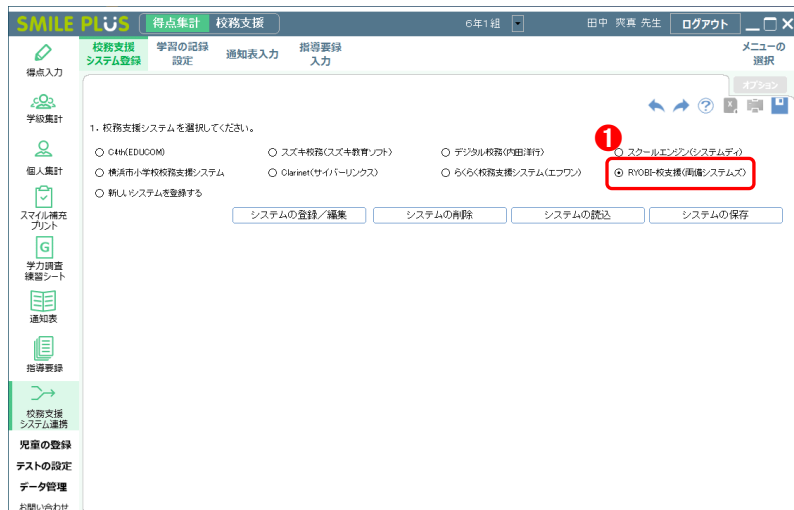 SMILE PLUS 得点集計 校務支援 6年1組 田中 爽真 先生 ログアウト
校務支援システム登録 学習の記録設定 通知表入力 指導要録入力 メニューの選択
オプション
得点入力
学級集計
個人集計
スマイル補充プリント
学力調査練習シート
通知表
指導要録
校務支援システム連携
児童の登録
テストの設定
データ管理
お問い合わせ
1. 校務支援システムを選択してください。
1
C4th(EDUCOM) スズキ校務(スズキ教育ソフト) デジタル校務(内田洋行) スクールエンジン(システムディ)
横浜市小学校校務支援システム Clarinet(サイバーリンクス) らくらく校務支援システム(エフワン) RYOBI-校支援(両備システムズ)
新しいシステムを登録する
システムの登録/編集 システムの削除 システムの読込 システムの保存